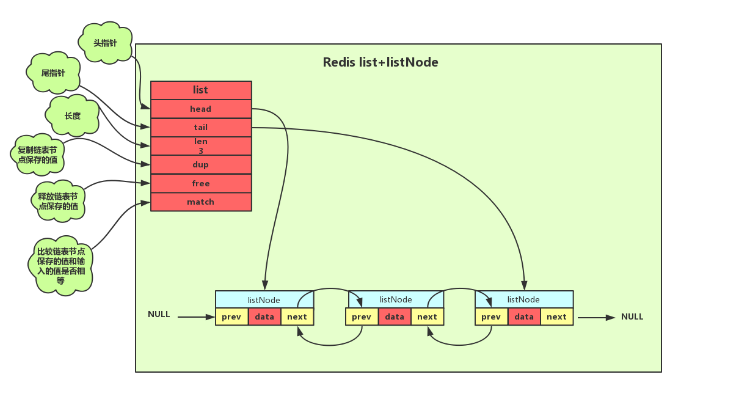 头指针
Redis list+listNode
尾指针
list
head
长度
tail
len
3
复制链表节
点保存的值
dup
free
释放链表节
点保存的值
match
比较链表节点
保存的值和输
入的值是否相
等
listNode
listNode
listNode
NULL
prev
data
next
prev
data
next
prev
data
next
NULL